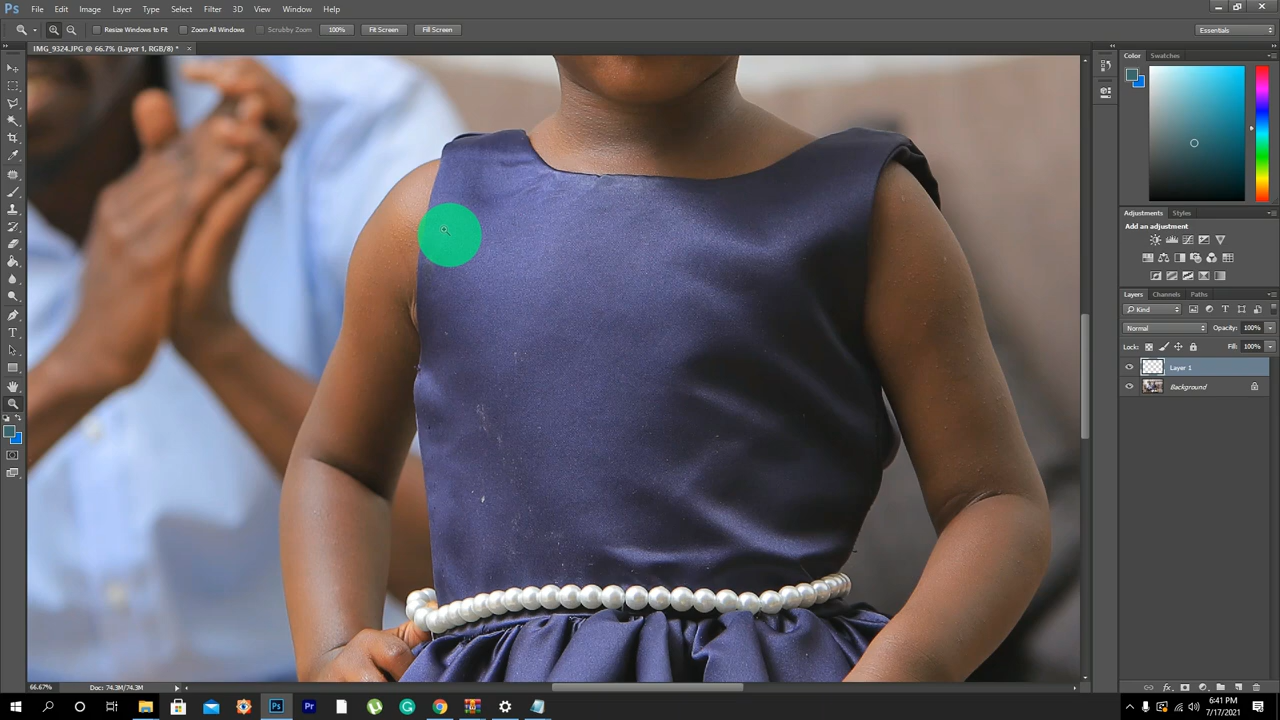 Ps File Edit Image Layer Type Select Filter 3D View Window Help
Resize Windows to Fit Zoom All Windows Scrubby Zoom 100% Fit Screen Fill Screen Essentials
IMG_9324.JPG @ 66.7% (Layer 1, RGB/8) *
Color Swatches
Adjustments Styles
Add an adjustment
Layers Channels Paths
Kind
Normal Opacity: 100%
Lock: Fill: 100%
Layer 1
Background
66.67% Doc: 74.3M/74.3M
Ps Pr 6:41 PM
7/17/2021